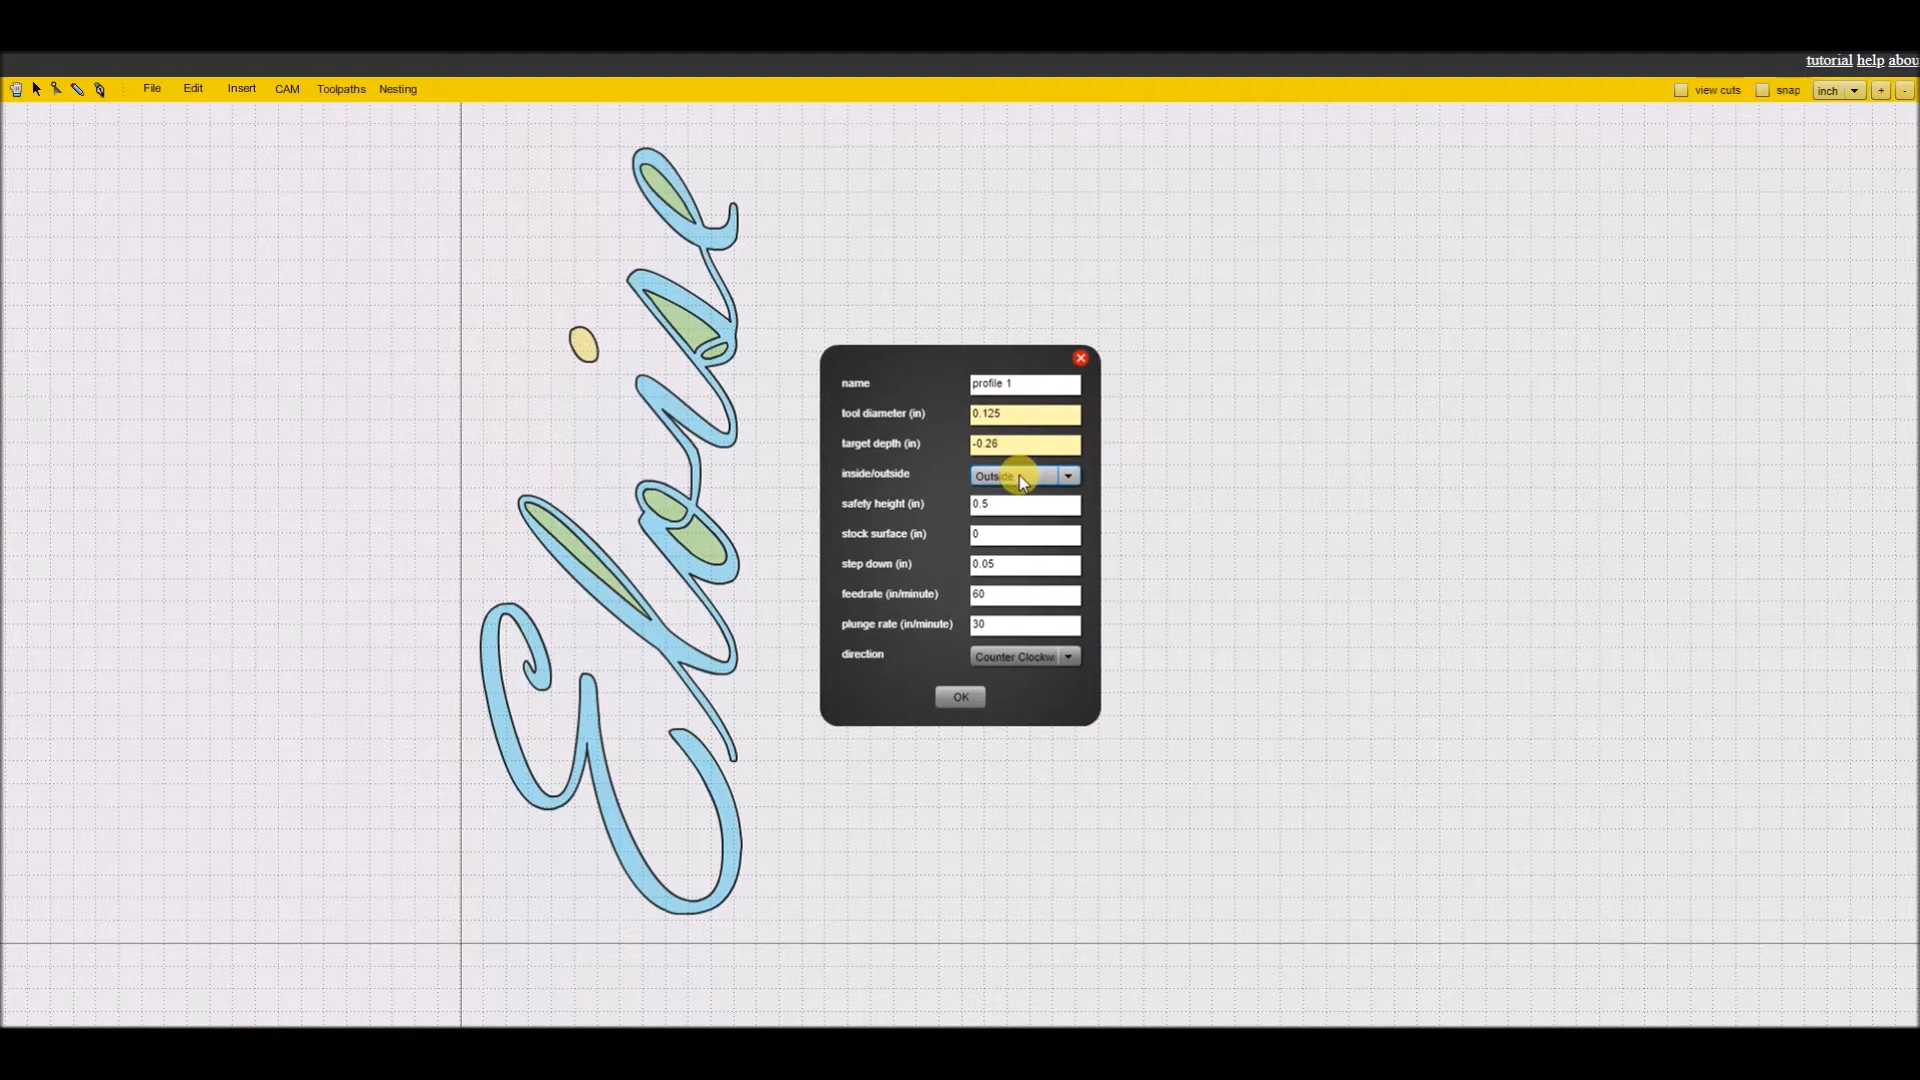 tutorial help abou
File Edit Insert CAM Toolpaths Nesting view cuts snap inch + -
Eloise
name profile 1
tool diameter (in) 0.125
target depth (in) -0.26
inside/outside Outside
safety height (in) 0.5
stock surface (in) 0
step down (in) 0.05
feedrate (in/minute) 60
plunge rate (in/minute) 30
direction Counter Clockw
OK